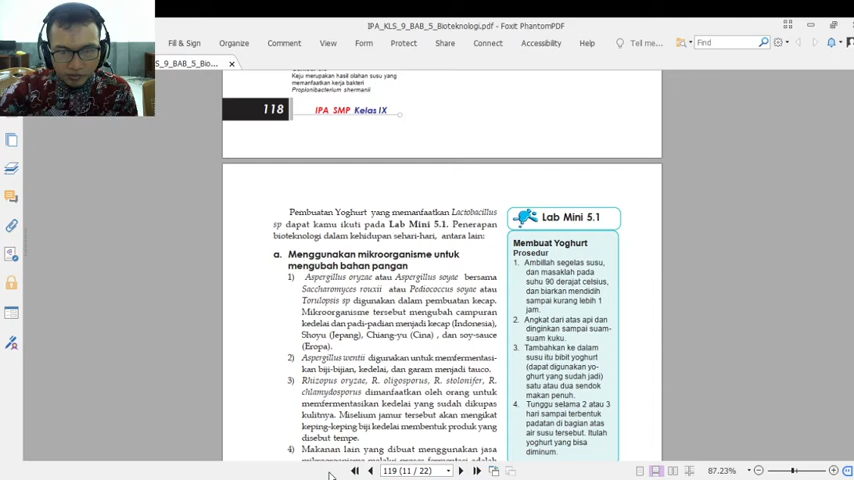 IPA_KLS_9_BAB_5_Bioteknologi.pdf - Foxit PhantomPDF
Fill & Sign Organize Comment View Form Protect Share Connect Accessibility Help Tell me... Find
S_9_BAB_5_Bio...
Keju merupakan hasil olahan susu yang
memanfaatkan kerja bakteri
Propionibacterium shermanii
118 IPA SMP Kelas IX
Pembuatan Yoghurt yang memanfaatkan Lactobacillus
sp dapat kamu ikuti pada Lab Mini 5.1. Penerapan
bioteknologi dalam kehidupan sehari-hari, antara lain:
a. Menggunakan mikroorganisme untuk
mengubah bahan pangan
1) Aspergillus oryzae atau Aspergillus soyae bersama
Saccharomyces rouxii atau Pediococcus soyae atau
Torulopsis sp digunakan dalam pembuatan kecap.
Mikroorganisme tersebut mengubah campuran
kedelai dan padi-padian menjadi kecap (Indonesia),
Shoyu (Jepang), Chiang-yu (Cina) , dan soy-sauce
(Eropa).
2) Aspergillus wentii digunakan untuk memfermentasi-
kan biji-bijian, kedelai, dan garam menjadi tauco.
3) Rhizopus oryzae, R. oligosporus, R. stolonifer, R.
chlamydosporus dimanfaatkan oleh orang untuk
memfermentasikan kedelai yang sudah dikupas
kulitnya. Miselium jamur tersebut akan mengikat
keping-keping biji kedelai membentuk produk yang
disebut tempe.
4) Makanan lain yang dibuat menggunakan jasa
mikroorganisme melalui proses fermentasi adalah
Lab Mini 5.1
Membuat Yoghurt
Prosedur
1. Ambillah segelas susu,
dan masaklah pada
suhu 90 derajat celsius,
dan biarkan mendidih
sampai kurang lebih 1
jam.
2. Angkat dari atas api dan
dinginkan sampai suam-
suam kuku.
3. Tambahkan ke dalam
susu itu bibit yoghurt
(dapat digunakan yo-
ghurt yang sudah jadi)
satu atau dua sendok
makan penuh.
4. Tunggu selama 2 atau 3
hari sampai terbentuk
padatan di bagian atas
air susu tersebut. Itulah
yoghurt yang bisa
diminum.
119 (11 / 22) 87.23%